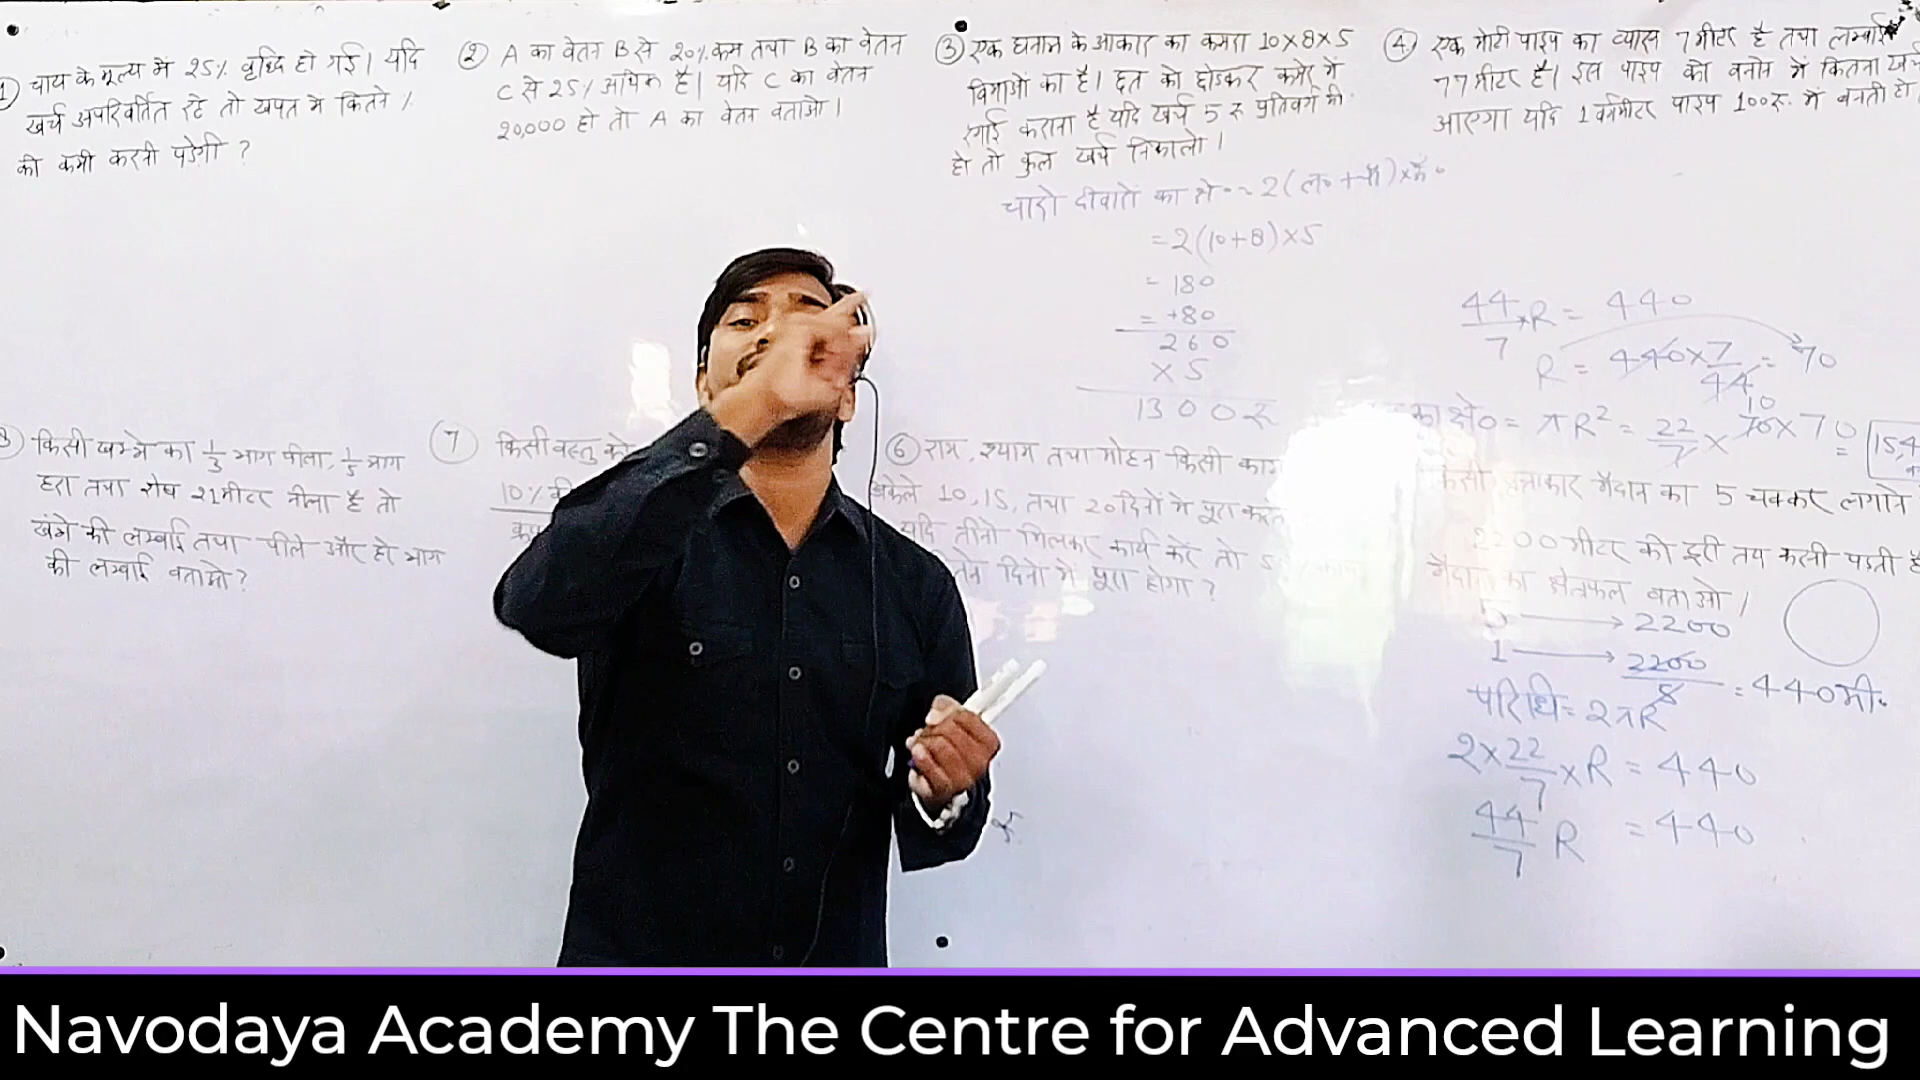 1) चाय के मूल्य मे 25% वृद्धि हो गई। यदि
खर्च अपरिवर्तित रहे तो खपत मे कितने %
की कमी करनी पड़ेगी ?
② A का वेतन B से 20% कम तथा B का वेतन
C से 25% अधिक है। यदि C का वेतन
20,000 हो तो A का वेतन बताओ।
③ एक घनाभ के आकार का कमरा 10×8×5
विमाओं का है। छत को छोड़कर कमरे में
रंगाई कराना है यदि खर्च 5 रू प्रतिवर्ग मी.
हो तो कुल खर्च निकालो।
चारो दीवारों का क्षे० = 2(ल० + चौ) ×ऊँ०
= 2(10+8)×5
= 180
= +80
260
× 5
1300 रू
④ एक मोटी पाइप का व्यास 7 मीटर है तथा लम्बाई
77 मीटर है। इस पाइप को बनाने में कितना खर्च
आएगा यदि 1 वर्गमीटर पाइप 100 रू. में बनती हो
44/7 × R = 440
R = 440×7/44 = 70
10
का क्षे० = πR² = 22/7 × 70 × 70 = 15,4
किसी खम्भे का 1/3 भाग पीला, 1/5 भाग
हरा तथा शेष 21 मीटर नीला है तो
खंभे की लम्बाई तथा पीले और हरे भाग
की लम्बाई बताओ?
⑦ किसी वस्तु को
10% की
⑥ राम, श्याम तथा मोहन किसी काम
अकेले 10, 15, तथा 20 दिनों मे पूरा करत
यदि तीनो मिलकर कार्य करें तो
दिनो में पूरा होगा ?
किसी वृत्ताकार मैदान का 5 चक्कर लगाने
2200 मीटर की दूरी तय करनी पड़ती है
मैदान का क्षेत्रफल बताओ।
5 → 2200
1 → 2200/5 = 440 मी.
परिधि = 2πR
2×22/7 × R = 440
44/7 R = 440
Navodaya Academy The Centre for Advanced Learning